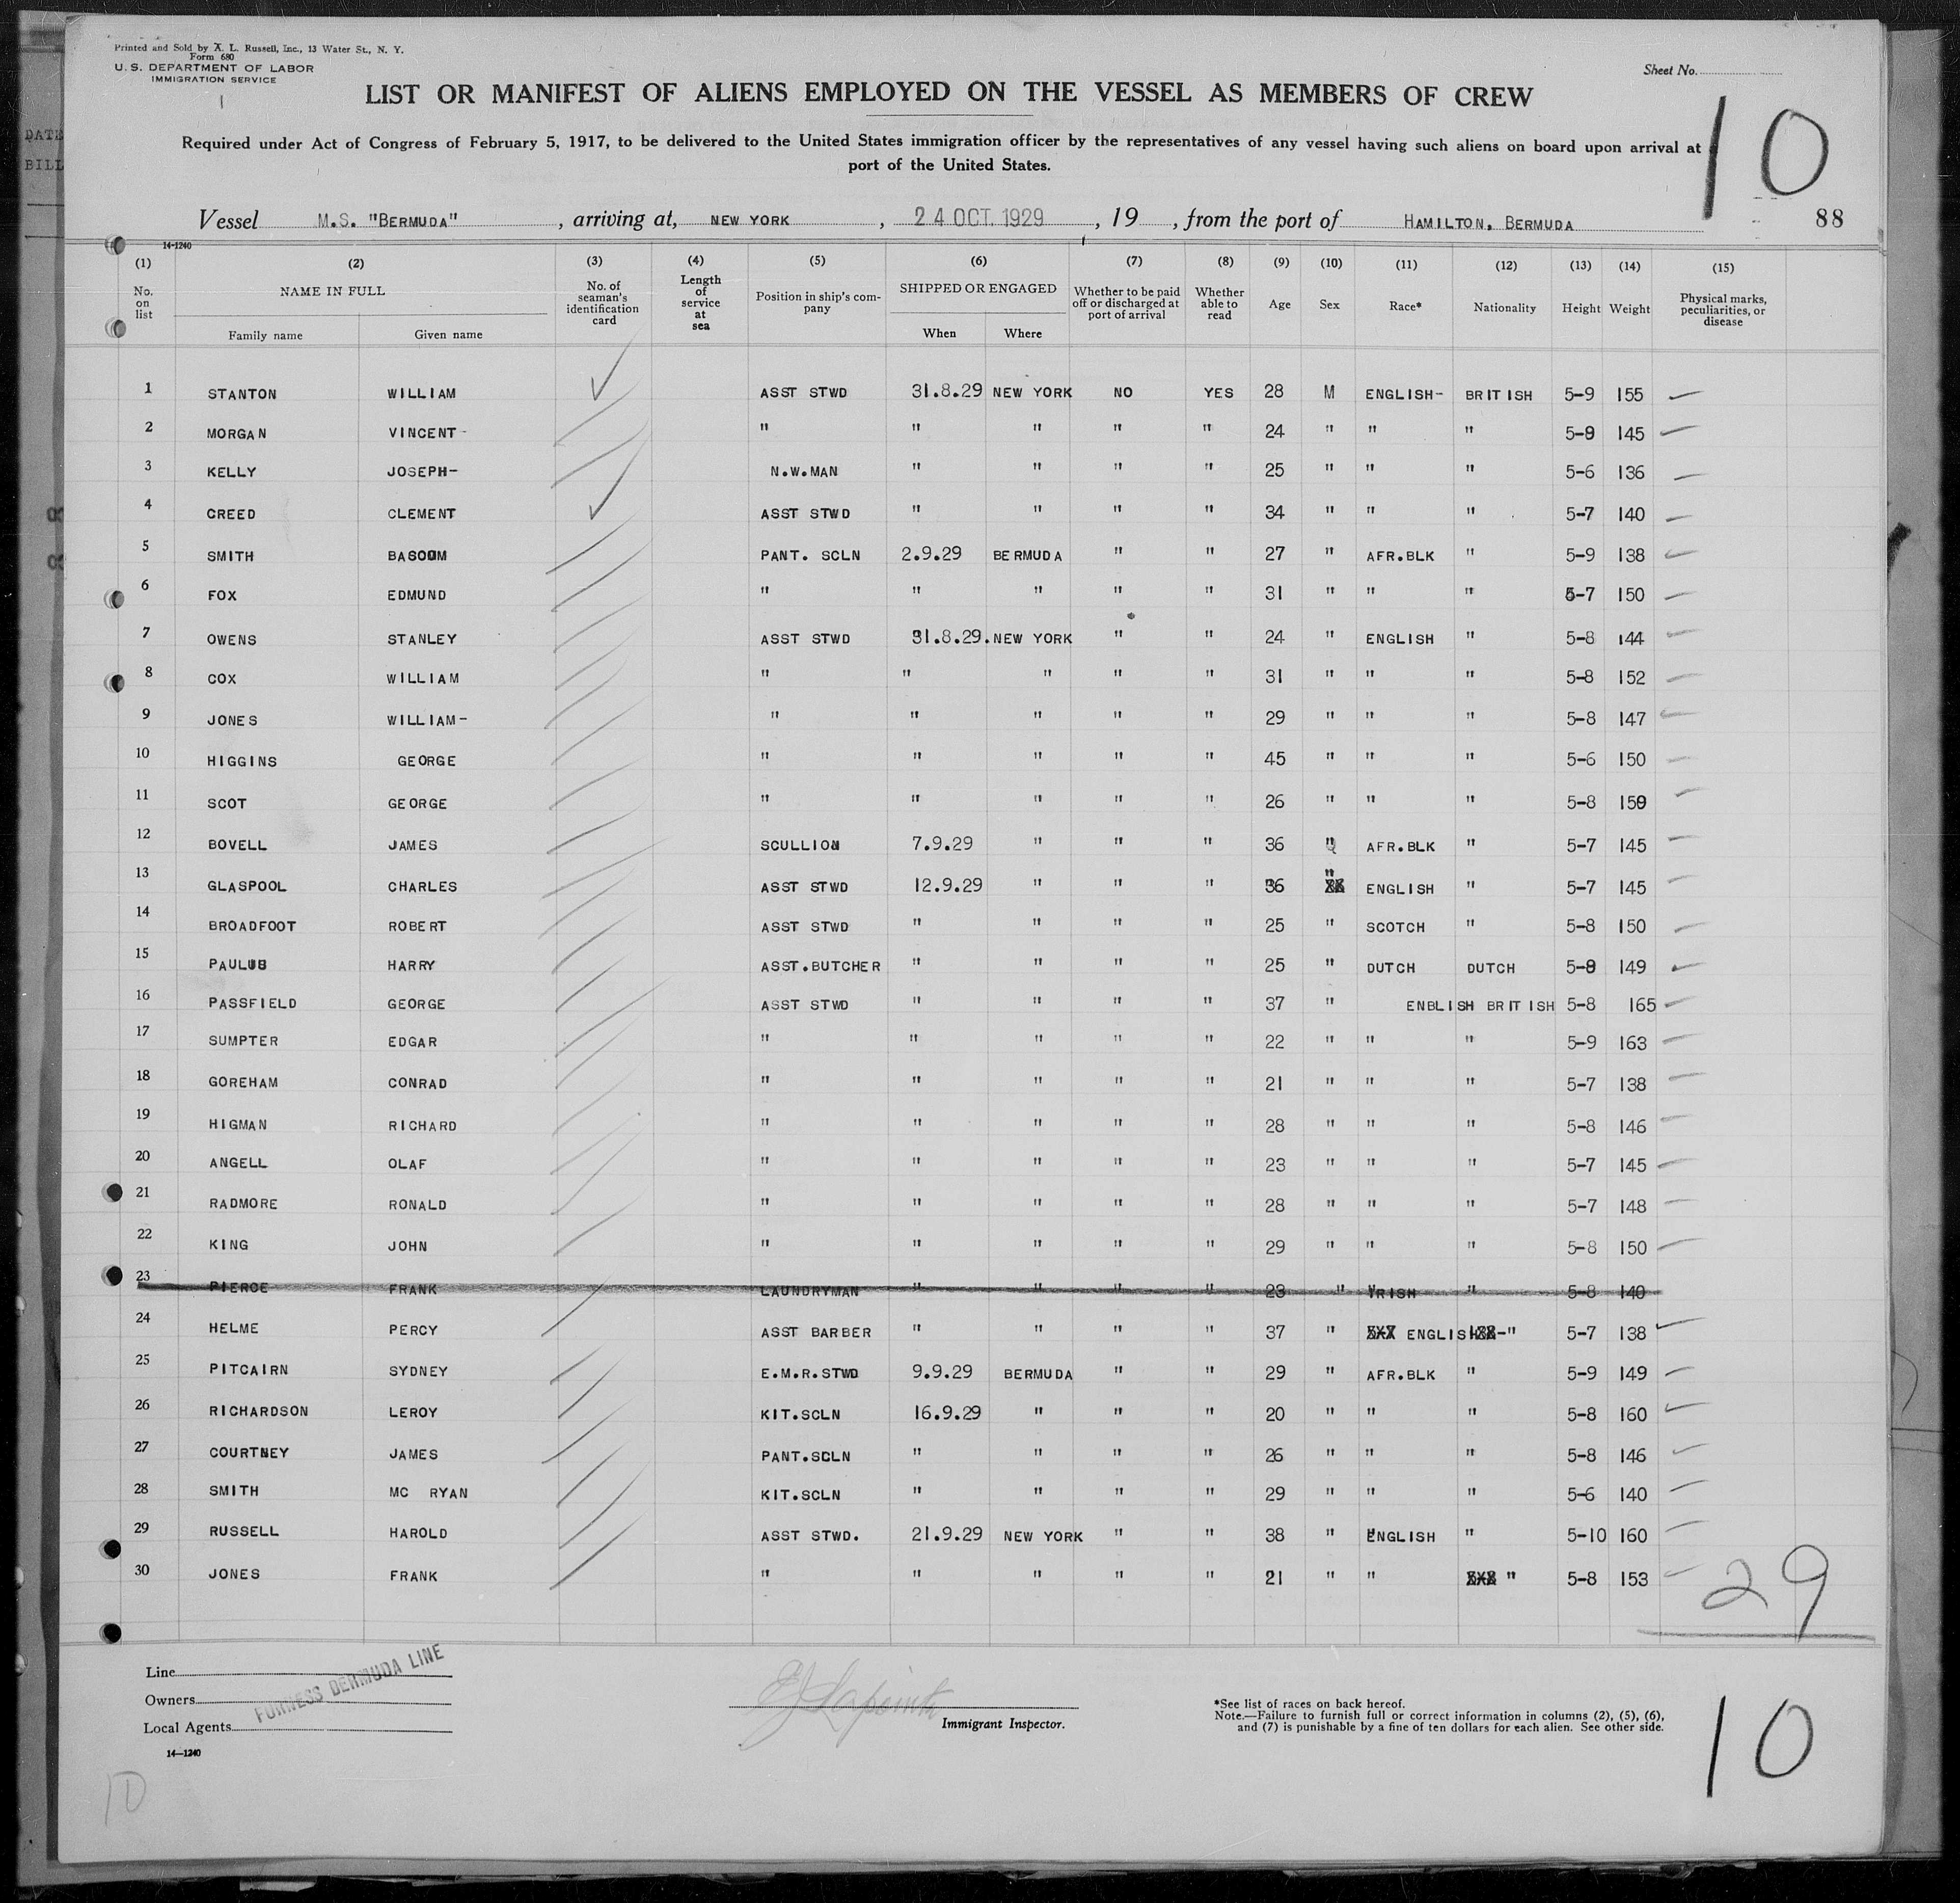 Printed and Sold by A. L. Russell, Inc., 13 Water St., N. Y.
Form 680
U. S. DEPARTMENT OF LABOR
IMMIGRATION SERVICE
Sheet No.
LIST OR MANIFEST OF ALIENS EMPLOYED ON THE VESSEL AS MEMBERS OF CREW
10
Required under Act of Congress of February 5, 1917, to be delivered to the United States immigration officer by the representatives of any vessel having such aliens on board upon arrival at
port of the United States.
DATE
BILL
Vessel M.S. "BERMUDA", arriving at, NEW YORK, 24 OCT. 1929, 19, from the port of HAMILTON, BERMUDA 88
14-1240
(1) (2) (3) (4) (5) (6) (7) (8) (9) (10) (11) (12) (13) (14) (15)
No. on list NAME IN FULL No. of seaman's identification card Length of service at sea Position in ship's company SHIPPED OR ENGAGED Whether to be paid off or discharged at port of arrival Whether able to read Age Sex Race* Nationality Height Weight Physical marks, peculiarities, or disease
Family name Given name When Where
1 STANTON WILLIAM ASST STWD 31.8.29 NEW YORK NO YES 28 M ENGLISH- BRITISH 5-9 155
2 MORGAN VINCENT- " " " " " 24 " " " 5-9 145
3 KELLY JOSEPH- N.W.MAN " " " " 25 " " " 5-6 136
4 CREED CLEMENT ASST STWD " " " " 34 " " " 5-7 140
5 SMITH BASCOM PANT. SCLN 2.9.29 BERMUDA " " 27 " AFR.BLK " 5-9 138
6 FOX EDMUND " " " " " 31 " " " 5-7 150
7 OWENS STANLEY ASST STWD 31.8.29. NEW YORK " " 24 " ENGLISH " 5-8 144
8 COX WILLIAM " " " " " 31 " " " 5-8 152
9 JONES WILLIAM- " " " " " 29 " " " 5-8 147
10 HIGGINS GEORGE " " " " " 45 " " " 5-6 150
11 SCOT GEORGE " " " " " 26 " " " 5-8 159
12 BOVELL JAMES SCULLION 7.9.29 " " " 36 " AFR.BLK " 5-7 145
13 GLASPOOL CHARLES ASST STWD 12.9.29 " " " 36 " ENGLISH " 5-7 145
14 BROADFOOT ROBERT ASST STWD " " " " 25 " SCOTCH " 5-8 150
15 PAULUS HARRY ASST.BUTCHER " " " " 25 " DUTCH DUTCH 5-9 149
16 PASSFIELD GEORGE ASST STWD " " " " 37 " ENBLISH BRITISH 5-8 165
17 SUMPTER EDGAR " " " " " 22 " " " 5-9 163
18 GOREHAM CONRAD " " " " " 21 " " " 5-7 138
19 HIGMAN RICHARD " " " " " 28 " " " 5-8 146
20 ANGELL OLAF " " " " " 23 " " " 5-7 145
21 RADMORE RONALD " " " " " 28 " " " 5-7 148
22 KING JOHN " " " " " 29 " " " 5-8 150
23 PIERCE FRANK LAUNDRYMAN " " " " 23 " IRISH " 5-8 140
24 HELME PERCY ASST BARBER " " " " 37 " ENGLISH -" 5-7 138
25 PITCAIRN SYDNEY E.M.R.STWD 9.9.29 BERMUDA " " 29 " AFR.BLK " 5-9 149
26 RICHARDSON LEROY KIT.SCLN 16.9.29 " " " 20 " " " 5-8 160
27 COURTNEY JAMES PANT.SCLN " " " " 26 " " " 5-8 146
28 SMITH MC RYAN KIT.SCLN " " " " 29 " " " 5-6 140
29 RUSSELL HAROLD ASST STWD. 21.9.29 NEW YORK " " 38 " ENGLISH " 5-10 160
30 JONES FRANK " " " " " 21 " " " 5-8 153
29
Line
Owners
Local Agents
FURNESS BERMUDA LINE
14—1240
Immigrant Inspector.
*See list of races on back hereof.
Note.—Failure to furnish full or correct information in columns (2), (5), (6),
and (7) is punishable by a fine of ten dollars for each alien. See other side.
10
10